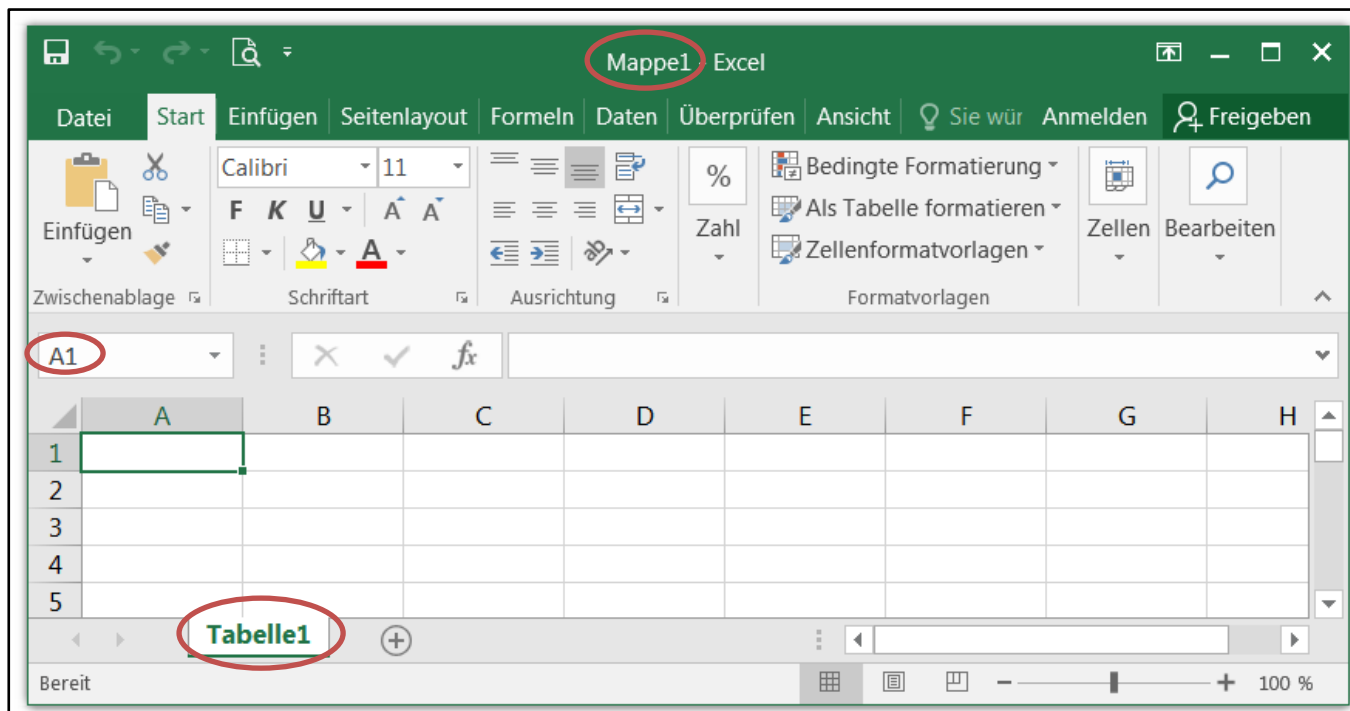 Mappe1 - Excel
Datei Start Einfügen Seitenlayout Formeln Daten Überprüfen Ansicht Sie wür Anmelden Freigeben
Calibri 11 % Bedingte Formatierung
Einfügen F K U A A Zahl Als Tabelle formatieren Zellen Bearbeiten
A Zellenformatvorlagen
Zwischenablage Schriftart Ausrichtung Formatvorlagen
A1 fx
A B C D E F G H
1
2
3
4
5
Tabelle1
Bereit 100 %